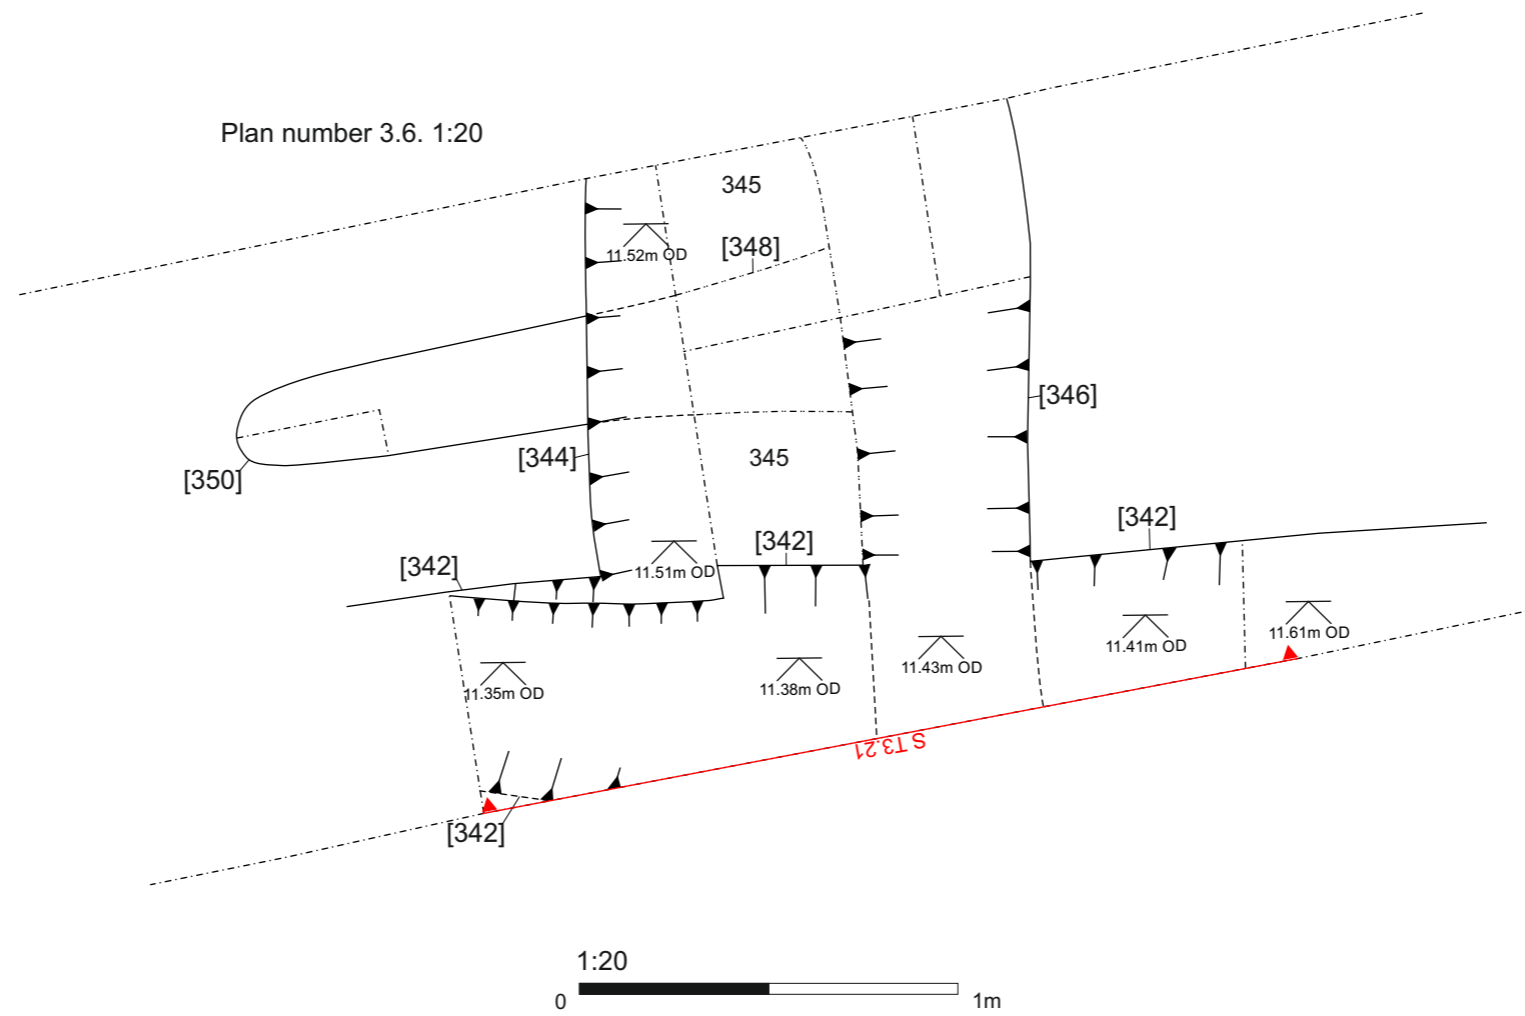 Plan number 3.6. 1:20
345
[348]
11.52m OD
[346]
[350]
[344]
345
[342]
[342]
[342]
11.51m OD
11.61m OD
11.41m OD
11.43m OD
11.35m OD
11.38m OD
S T3.21
[342]
1:20
0
1m